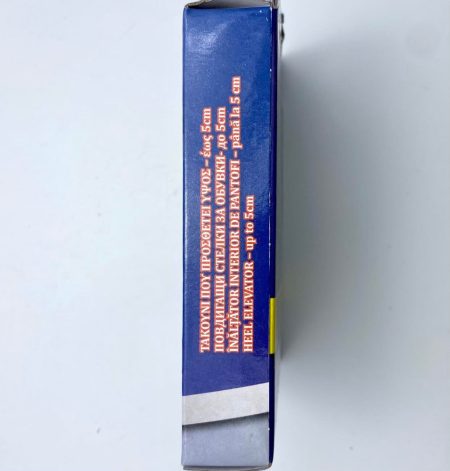 ΤΑΚΟΥΝΙ ΠΟΥ ΠΡΟΣΘΕΤΕΙ ΥΨΟΣ – έως 5cm
ПОВДИГАЩИ СТЕЛКИ ЗА ОБУВКИ- до 5cm
ÎNĂLȚĂTOR INTERIOR DE PANTOFI – până la 5 cm
HEEL ELEVATOR – up to 5cm